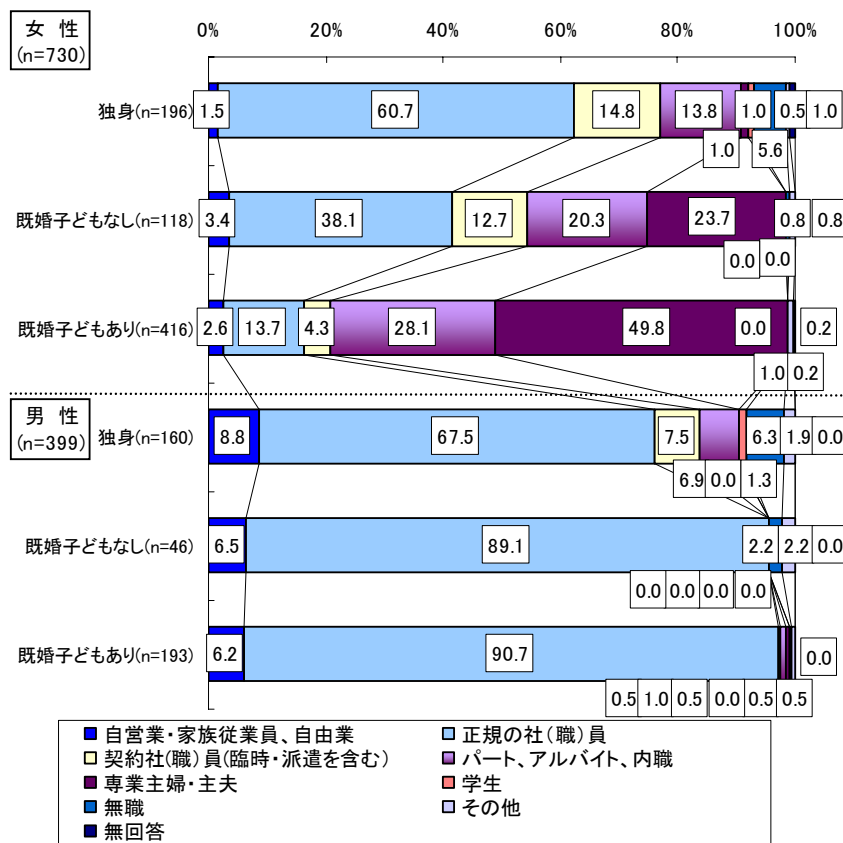 女 性
(n=730)
0% 20% 40% 60% 80% 100%
独身(n=196)
1.5 60.7 14.8 13.8 1.0 0.5 1.0
1.0 5.6
既婚子どもなし(n=118)
3.4 38.1 12.7 20.3 23.7 0.8 0.8
0.0 0.0
既婚子どもあり(n=416)
2.6 13.7 4.3 28.1 49.8 0.0 0.2
1.0 0.2
男 性
(n=399)
独身(n=160)
8.8 67.5 7.5 6.3 1.9 0.0
6.9 0.0 1.3
既婚子どもなし(n=46)
6.5 89.1 2.2 2.2 0.0
0.0 0.0 0.0 0.0
既婚子どもあり(n=193)
6.2 90.7 0.0
0.5 1.0 0.5 0.0 0.5 0.5
自営業・家族従業員、自由業 正規の社(職)員
契約社(職)員(臨時・派遣を含む) パート、アルバイト、内職
専業主婦・主夫 学生
無職 その他
無回答